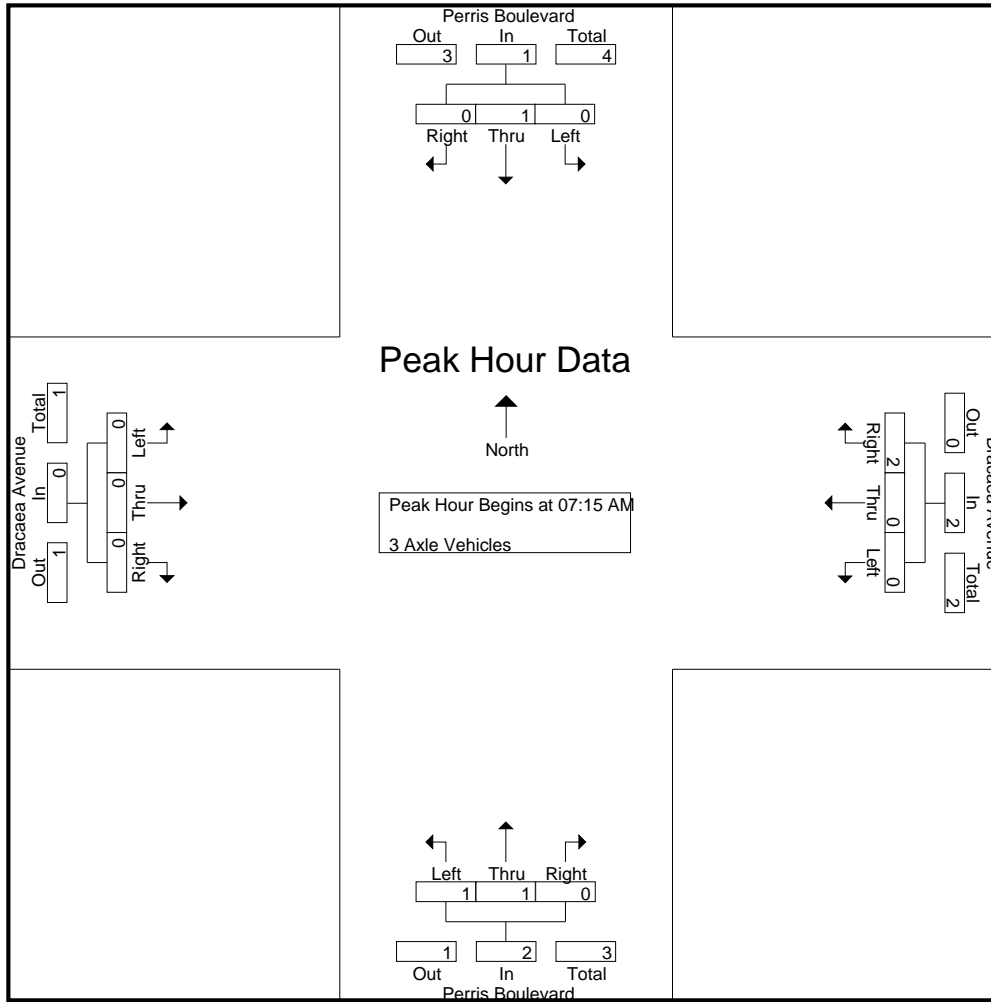 Perris Boulevard
Out In Total
3 1 4
0 1 0
Right Thru Left
Peak Hour Data
North
Peak Hour Begins at 07:15 AM
3 Axle Vehicles
Dracaea Avenue
Total In Out
1 0 1
0 0 0
Left Thru Right
Right Thru Left
2 0 0
0 2 2
Out In Total
Dracaea Avenue
Left Thru Right
1 1 0
1 2 3
Out In Total
Perris Boulevard